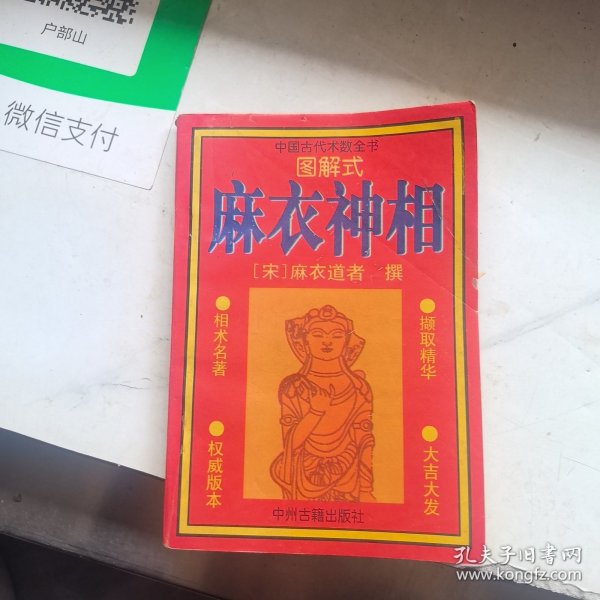 户部山
微信支付
中国古代术数全书
图解式
麻衣神相
[宋]麻衣道者 撰
●相术名著
●撷取精华
●权威版本
●大吉大发
中州古籍出版社
孔夫子旧书网
www.kongfz.com